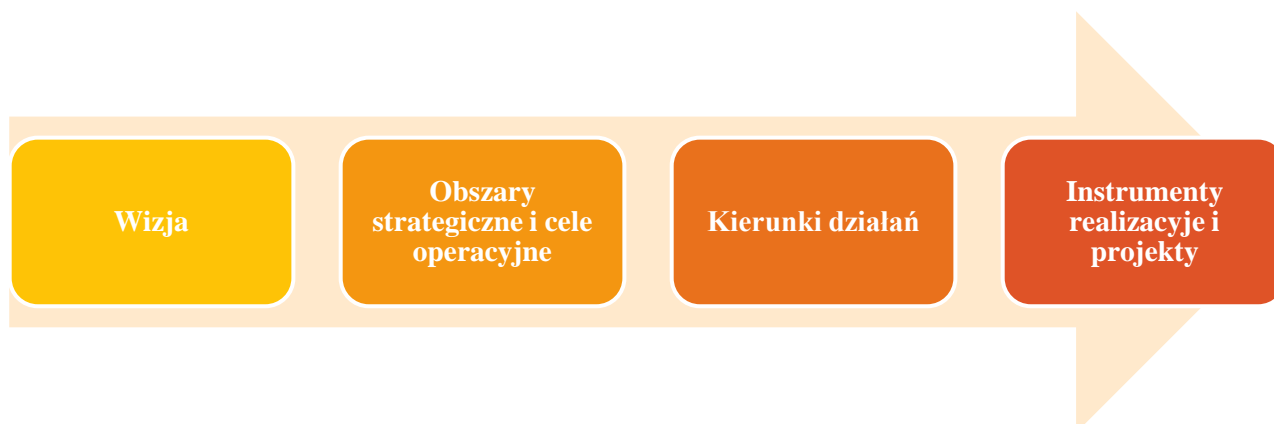 Wizja
Obszary
strategiczne i cele
operacyjne
Kierunki działań
Instrumenty
realizacyje i
projekty